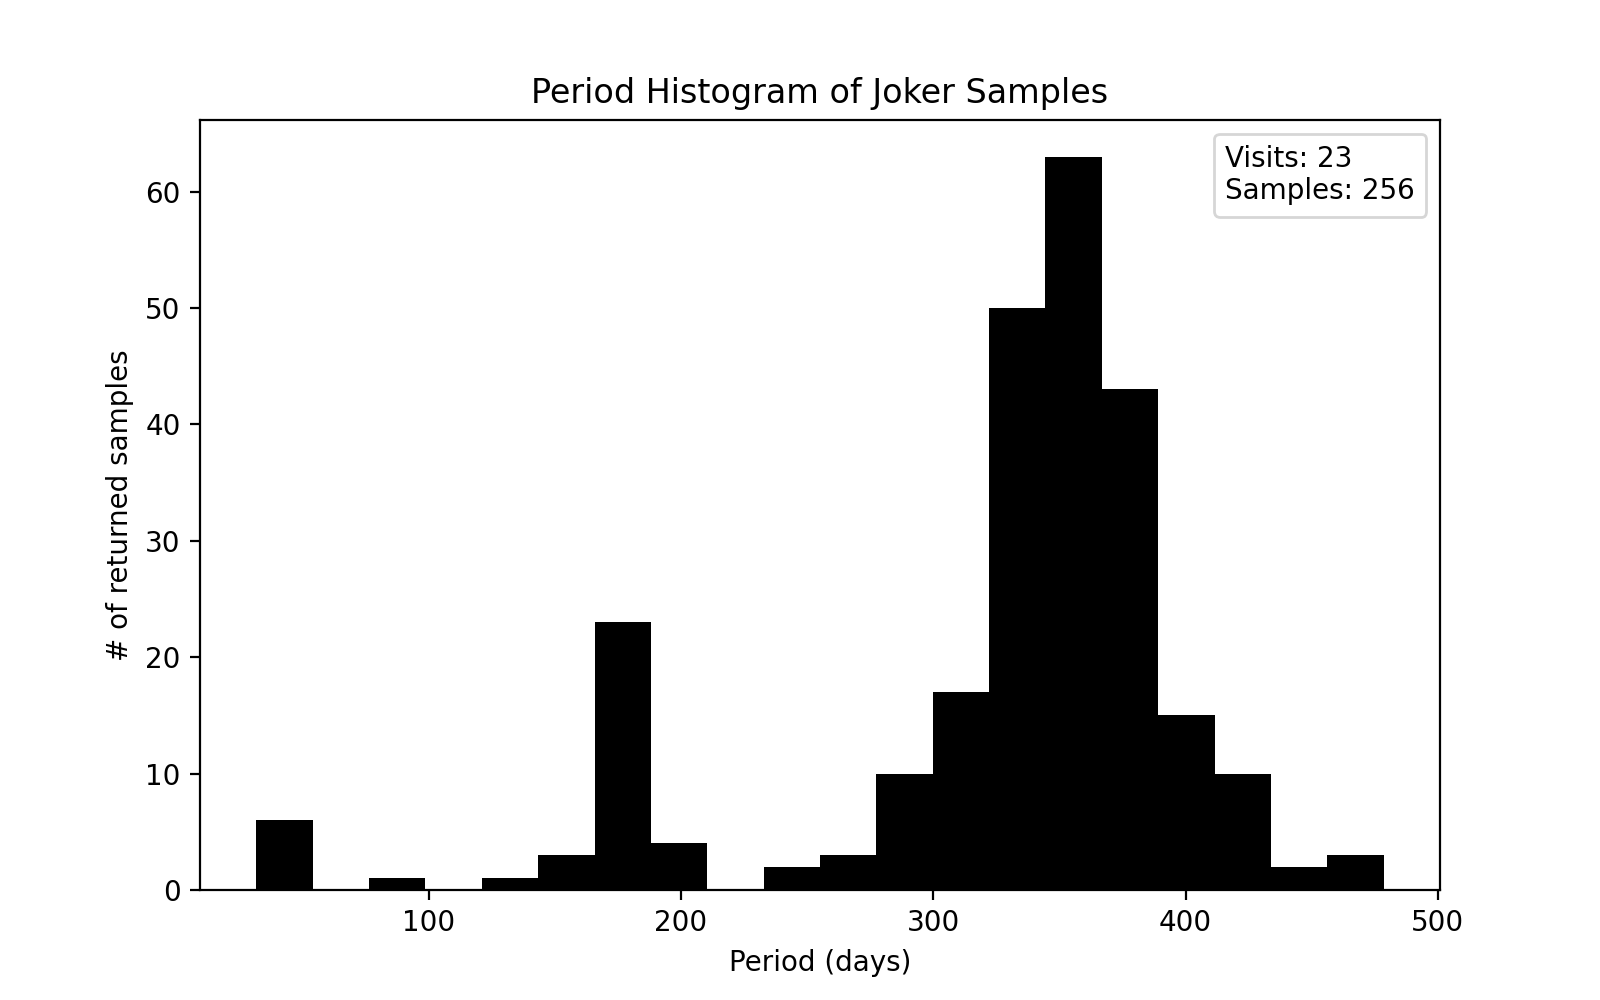 Period Histogram of Joker Samples
Visits: 23
Samples: 256
# of returned samples
60
50
40
30
20
10
0
100 200 300 400 500
Period (days)